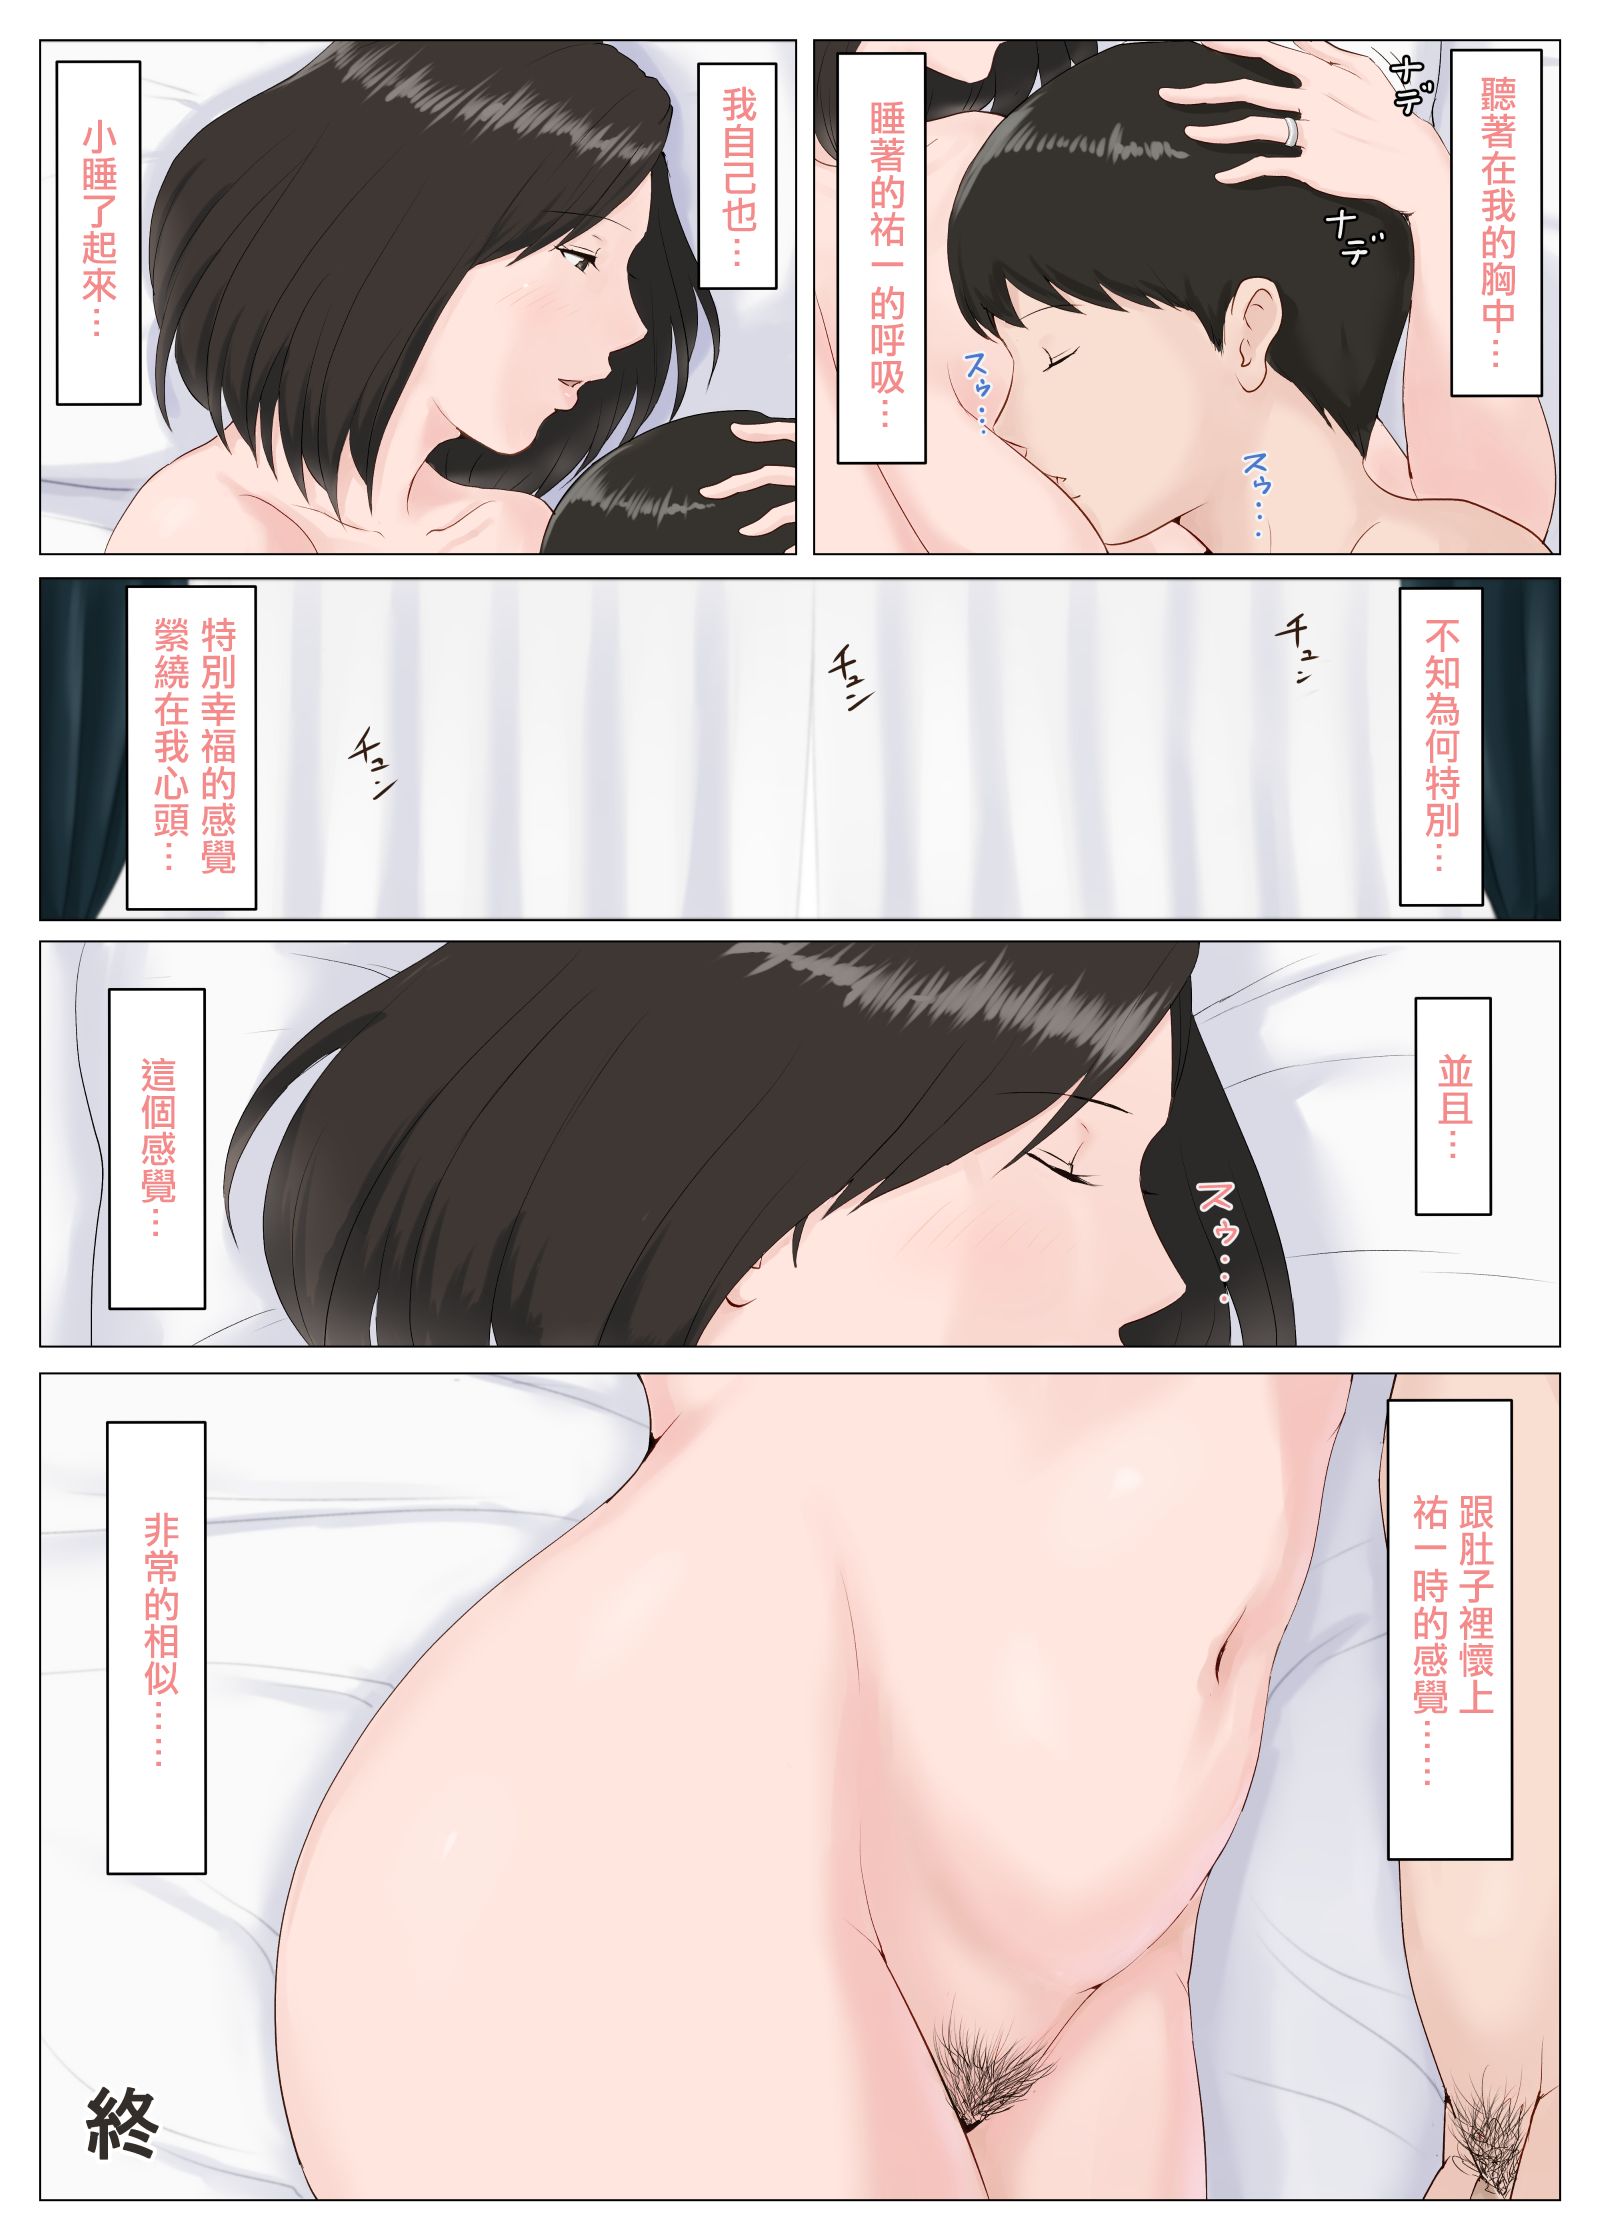 聽著在我的胸中…
睡著的祐一的呼吸…
ナデ
ナデ
スゥ…
スゥ…
我自己也…
小睡了起來…
不知為何特別…
特別幸福的感覺
縈繞在我心頭…
チュン
チュン
チュン
並且…
スゥ…
這個感覺…
跟肚子裡懷上
祐一時的感覺……
非常的相似……
終